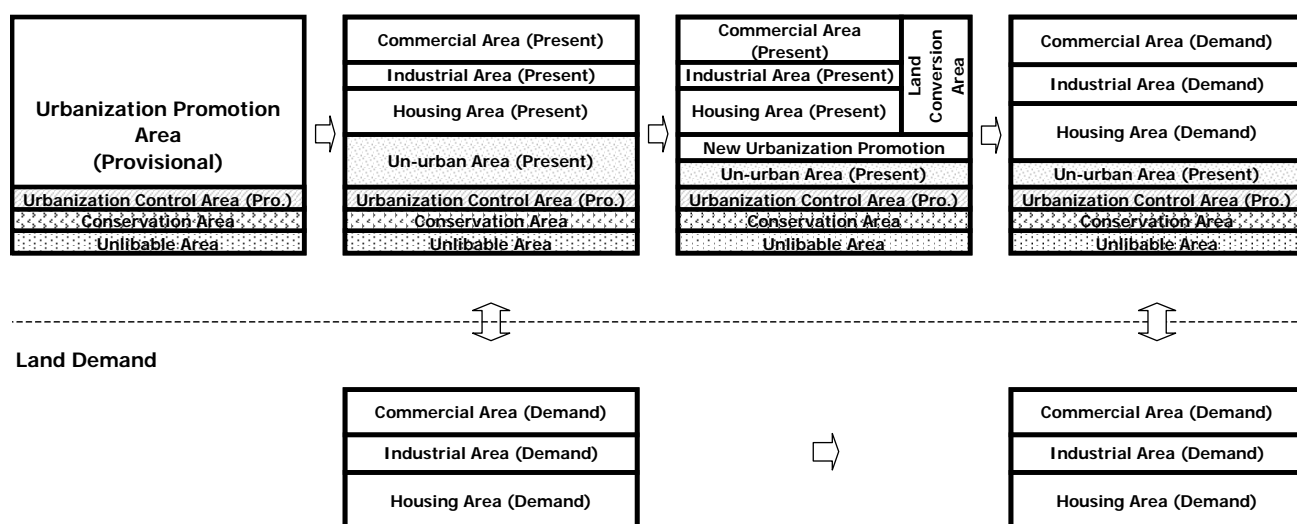 Urbanization Promotion
Area
(Provisional)
Urbanization Control Area (Pro.)
Conservation Area
Unlibable Area
Commercial Area (Present)
Industrial Area (Present)
Housing Area (Present)
Un-urban Area (Present)
Urbanization Control Area (Pro.)
Conservation Area
Unlibable Area
Commercial Area
(Present)
Industrial Area (Present)
Housing Area (Present)
Land
Conversion
Area
New Urbanization Promotion
Un-urban Area (Present)
Urbanization Control Area (Pro.)
Conservation Area
Unlibable Area
Commercial Area (Demand)
Industrial Area (Demand)
Housing Area (Demand)
Un-urban Area (Present)
Urbanization Control Area (Pro.)
Conservation Area
Unlibable Area
Land Demand
Commercial Area (Demand)
Industrial Area (Demand)
Housing Area (Demand)
Commercial Area (Demand)
Industrial Area (Demand)
Housing Area (Demand)